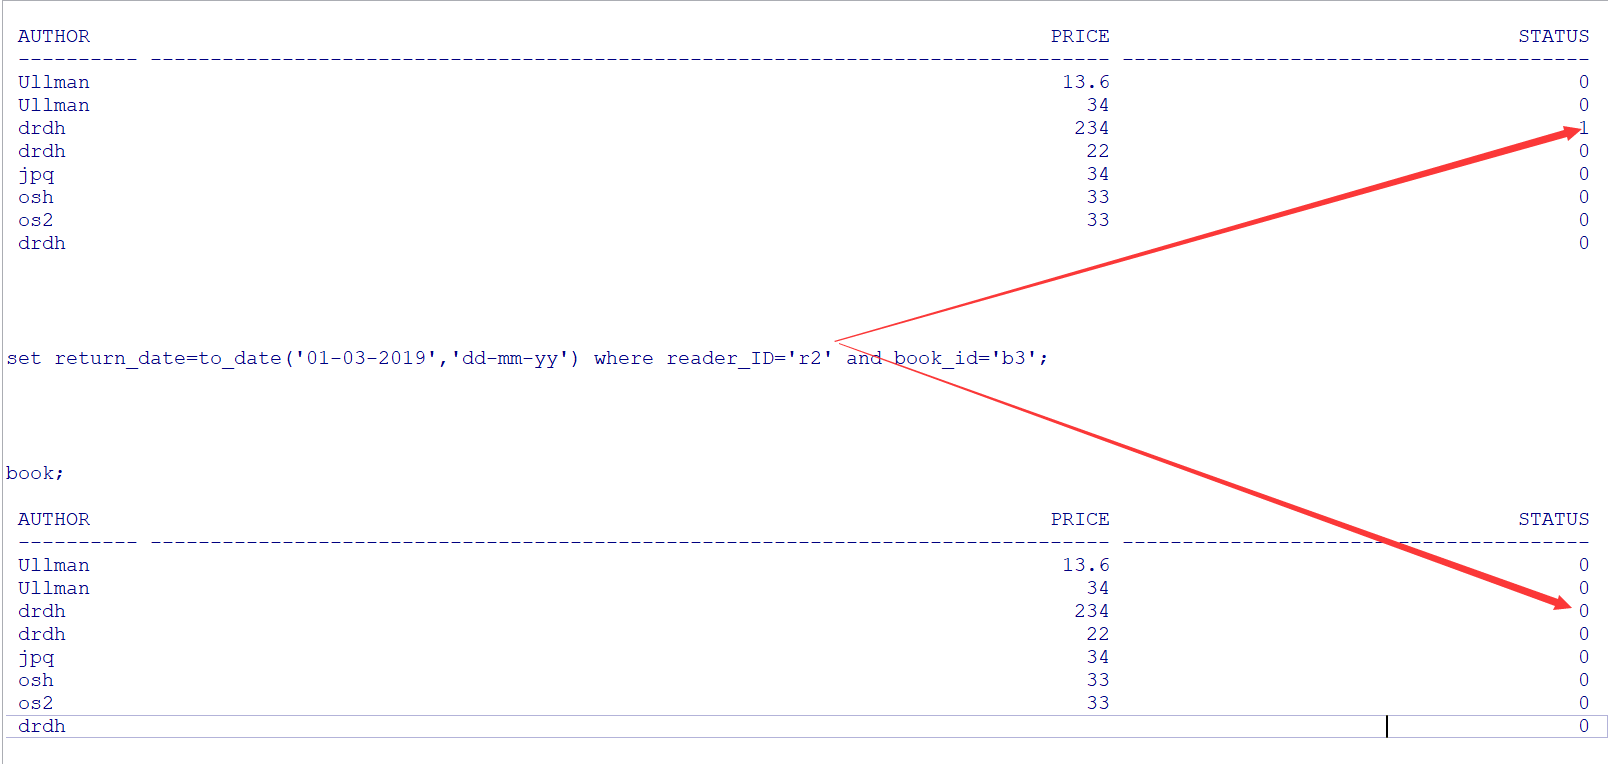 AUTHOR PRICE STATUS
---------- -------------------------------------------------------------------------------- ---------------------------------------
Ullman 13.6 0
Ullman 34 0
drdh 234 1
drdh 22 0
jpq 34 0
osh 33 0
os2 33 0
drdh 0
set return_date=to_date('01-03-2019','dd-mm-yy') where reader_ID='r2' and book_id='b3';
book;
AUTHOR PRICE STATUS
---------- -------------------------------------------------------------------------------- ---------------------------------------
Ullman 13.6 0
Ullman 34 0
drdh 234 0
drdh 22 0
jpq 34 0
osh 33 0
os2 33 0
drdh 0